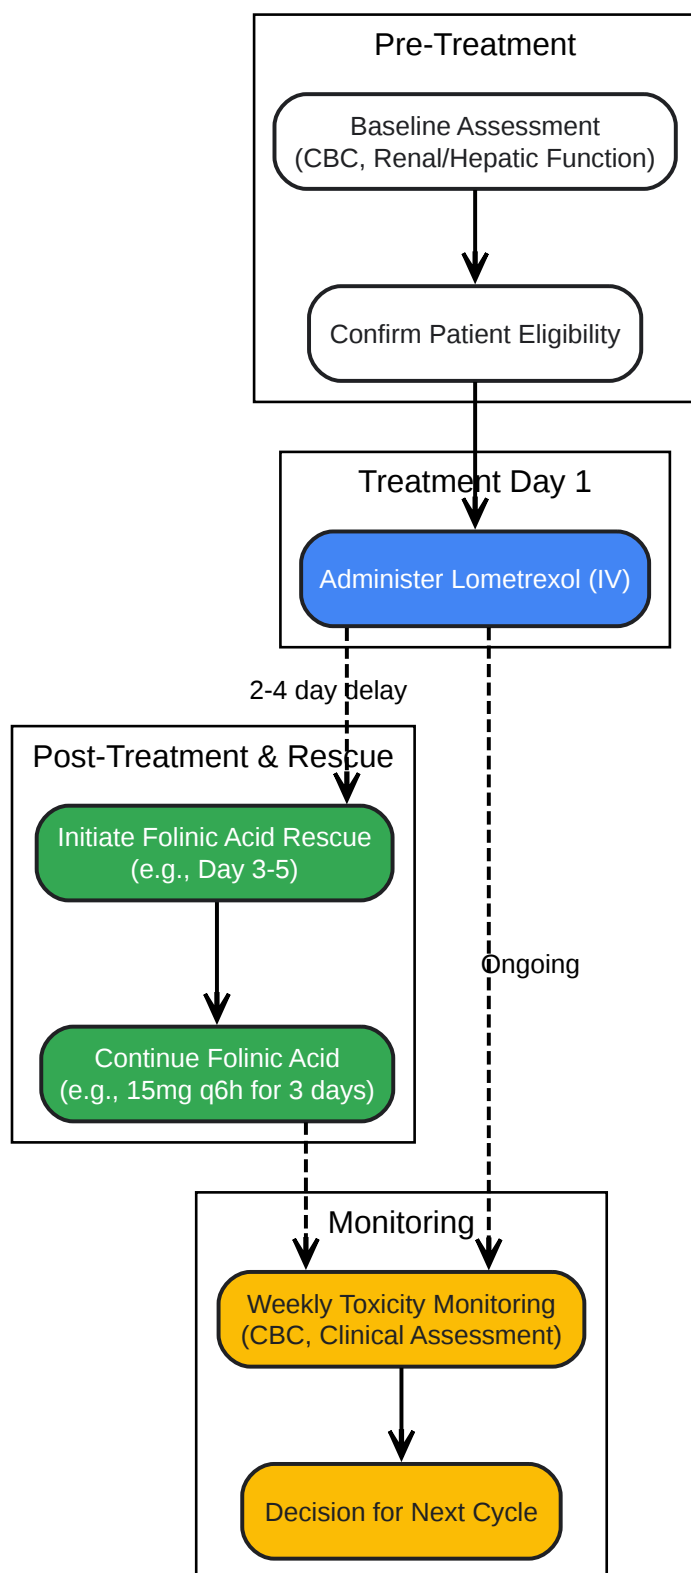 Pre-Treatment
Baseline Assessment
(CBC, Renal/Hepatic Function)
Confirm Patient Eligibility
Treatment Day 1
Administer Lometrexol (IV)
2-4 day delay
Post-Treatment & Rescue
Initiate Folinic Acid Rescue
(e.g., Day 3-5)
Ongoing
Continue Folinic Acid
(e.g., 15mg q6h for 3 days)
Monitoring
Weekly Toxicity Monitoring
(CBC, Clinical Assessment)
Decision for Next Cycle